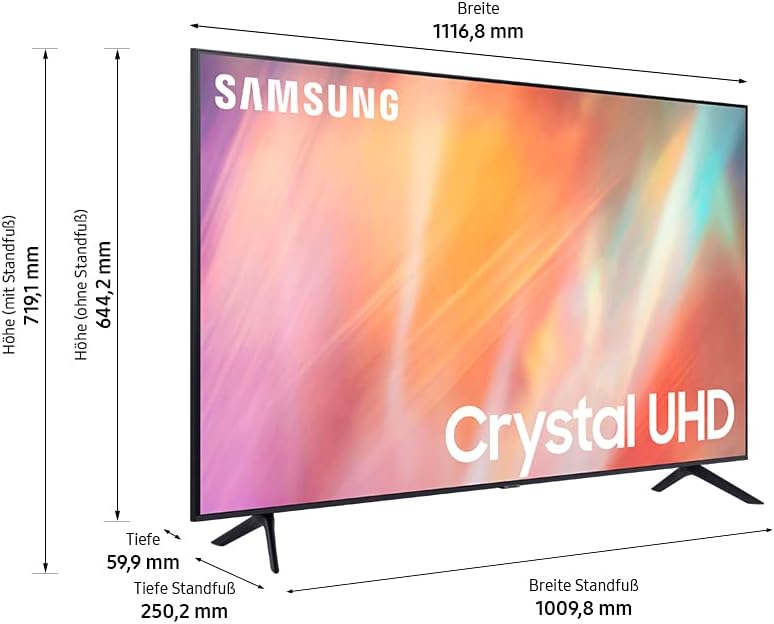 Breite
1116,8 mm
SAMSUNG
Höhe (mit Standfuß)
719,1 mm
Höhe (ohne Standfuß)
644,2 mm
Crystal UHD
Tiefe
59,9 mm
Tiefe Standfuß
250,2 mm
Breite Standfuß
1009,8 mm